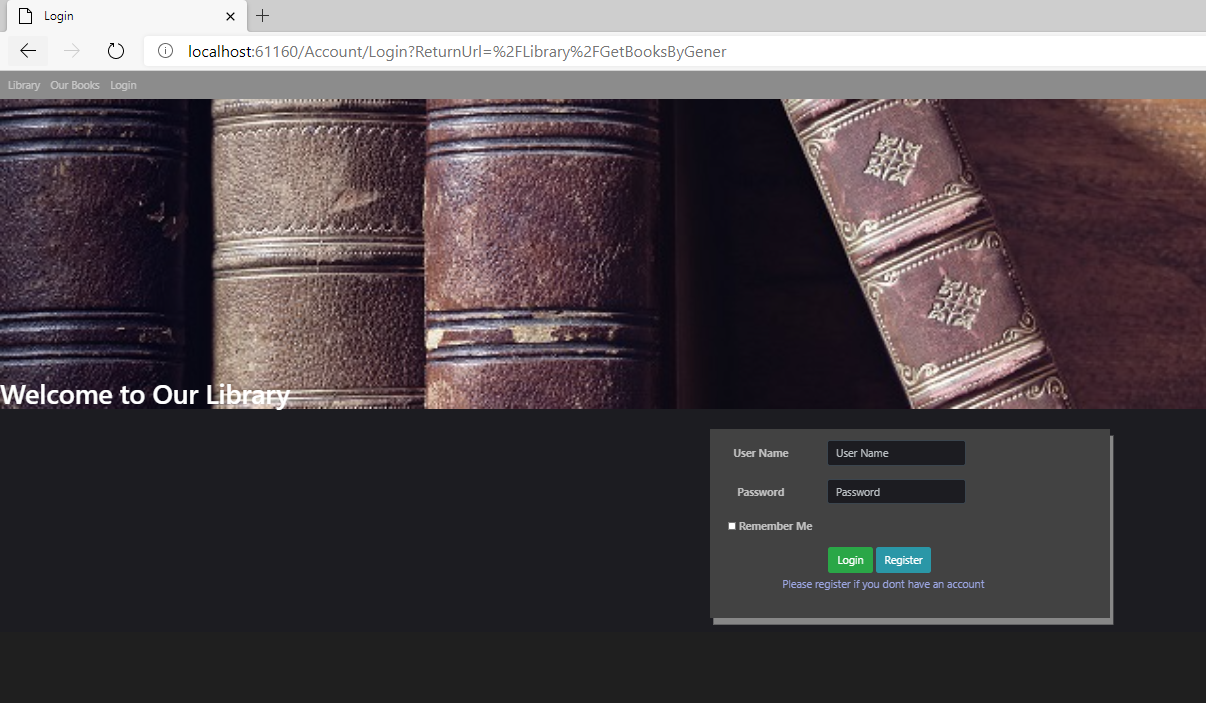 Login
localhost:61160/Account/Login?ReturnUrl=%2FLibrary%2FGetBooksByGener
Library Our Books Login
Welcome to Our Library
User Name User Name
Password Password
Remember Me
Login Register
Please register if you dont have an account